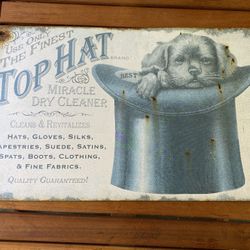 Use Only
The Finest
TOP HAT
BRAND
Miracle
Dry Cleaner
BEST
Cleans & Revitalizes
Hats, Gloves, Silks,
Tapestries, Suede, Satins,
Spats, Boots, Clothing,
& Fine Fabrics.
Quality Guaranteed!